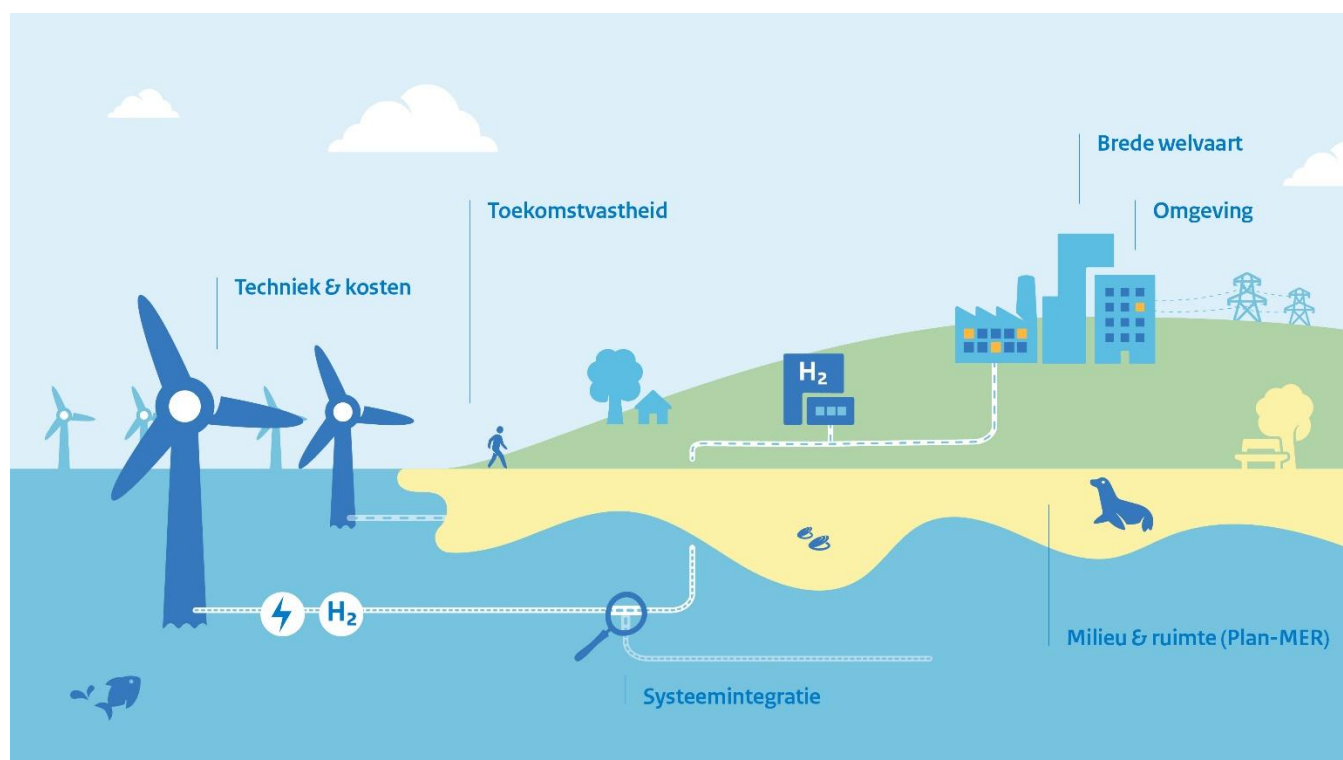 Brede welvaart
Toekomstvastheid
Omgeving
Techniek & kosten
H₂
H₂
Milieu & ruimte (Plan-MER)
Systeemintegratie